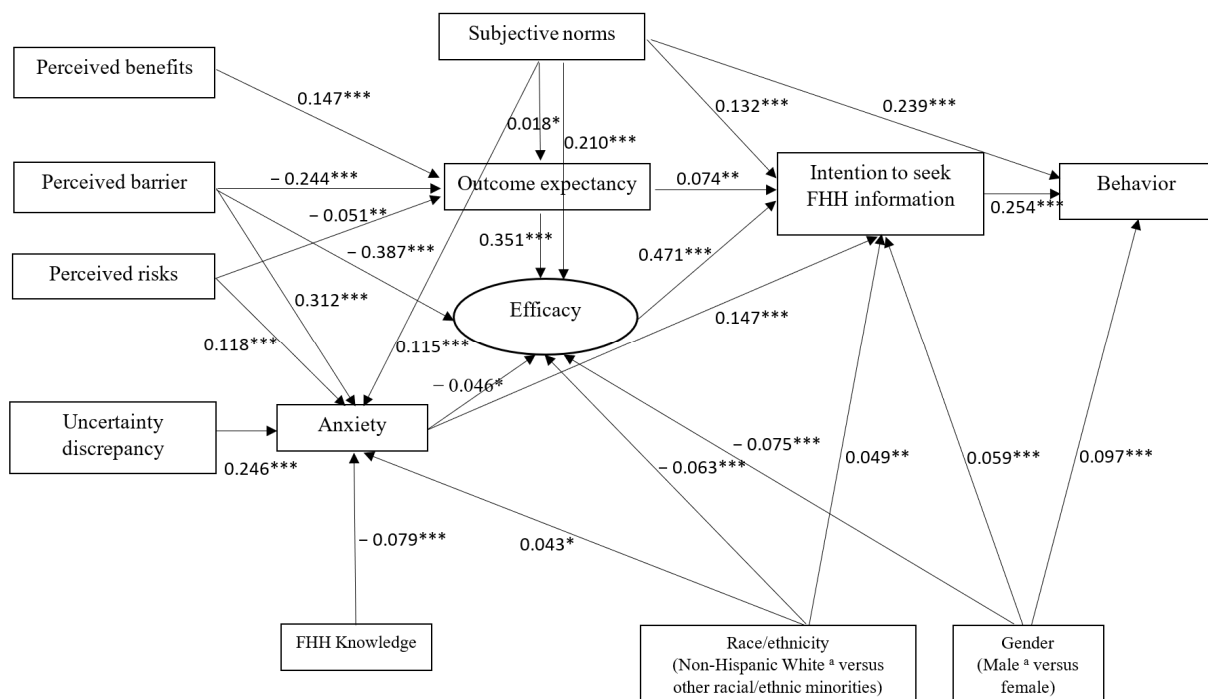 Subjective norms
Perceived benefits
0.147***
0.132***
0.239***
0.018*
0.210***
Perceived barrier
− 0.244***
Outcome expectancy
0.074**
Intention to seek
FHH information
0.254***
Behavior
− 0.051**
− 0.387***
0.351***
0.471***
Perceived risks
0.312***
Efficacy
0.118***
0.115***
0.147***
− 0.046*
Uncertainty
discrepancy
0.246***
Anxiety
− 0.075***
− 0.063***
0.049**
0.059***
0.097***
− 0.079***
0.043*
FHH Knowledge
Race/ethnicity
(Non-Hispanic White ᵃ versus
other racial/ethnic minorities)
Gender
(Male ᵃ versus
female)